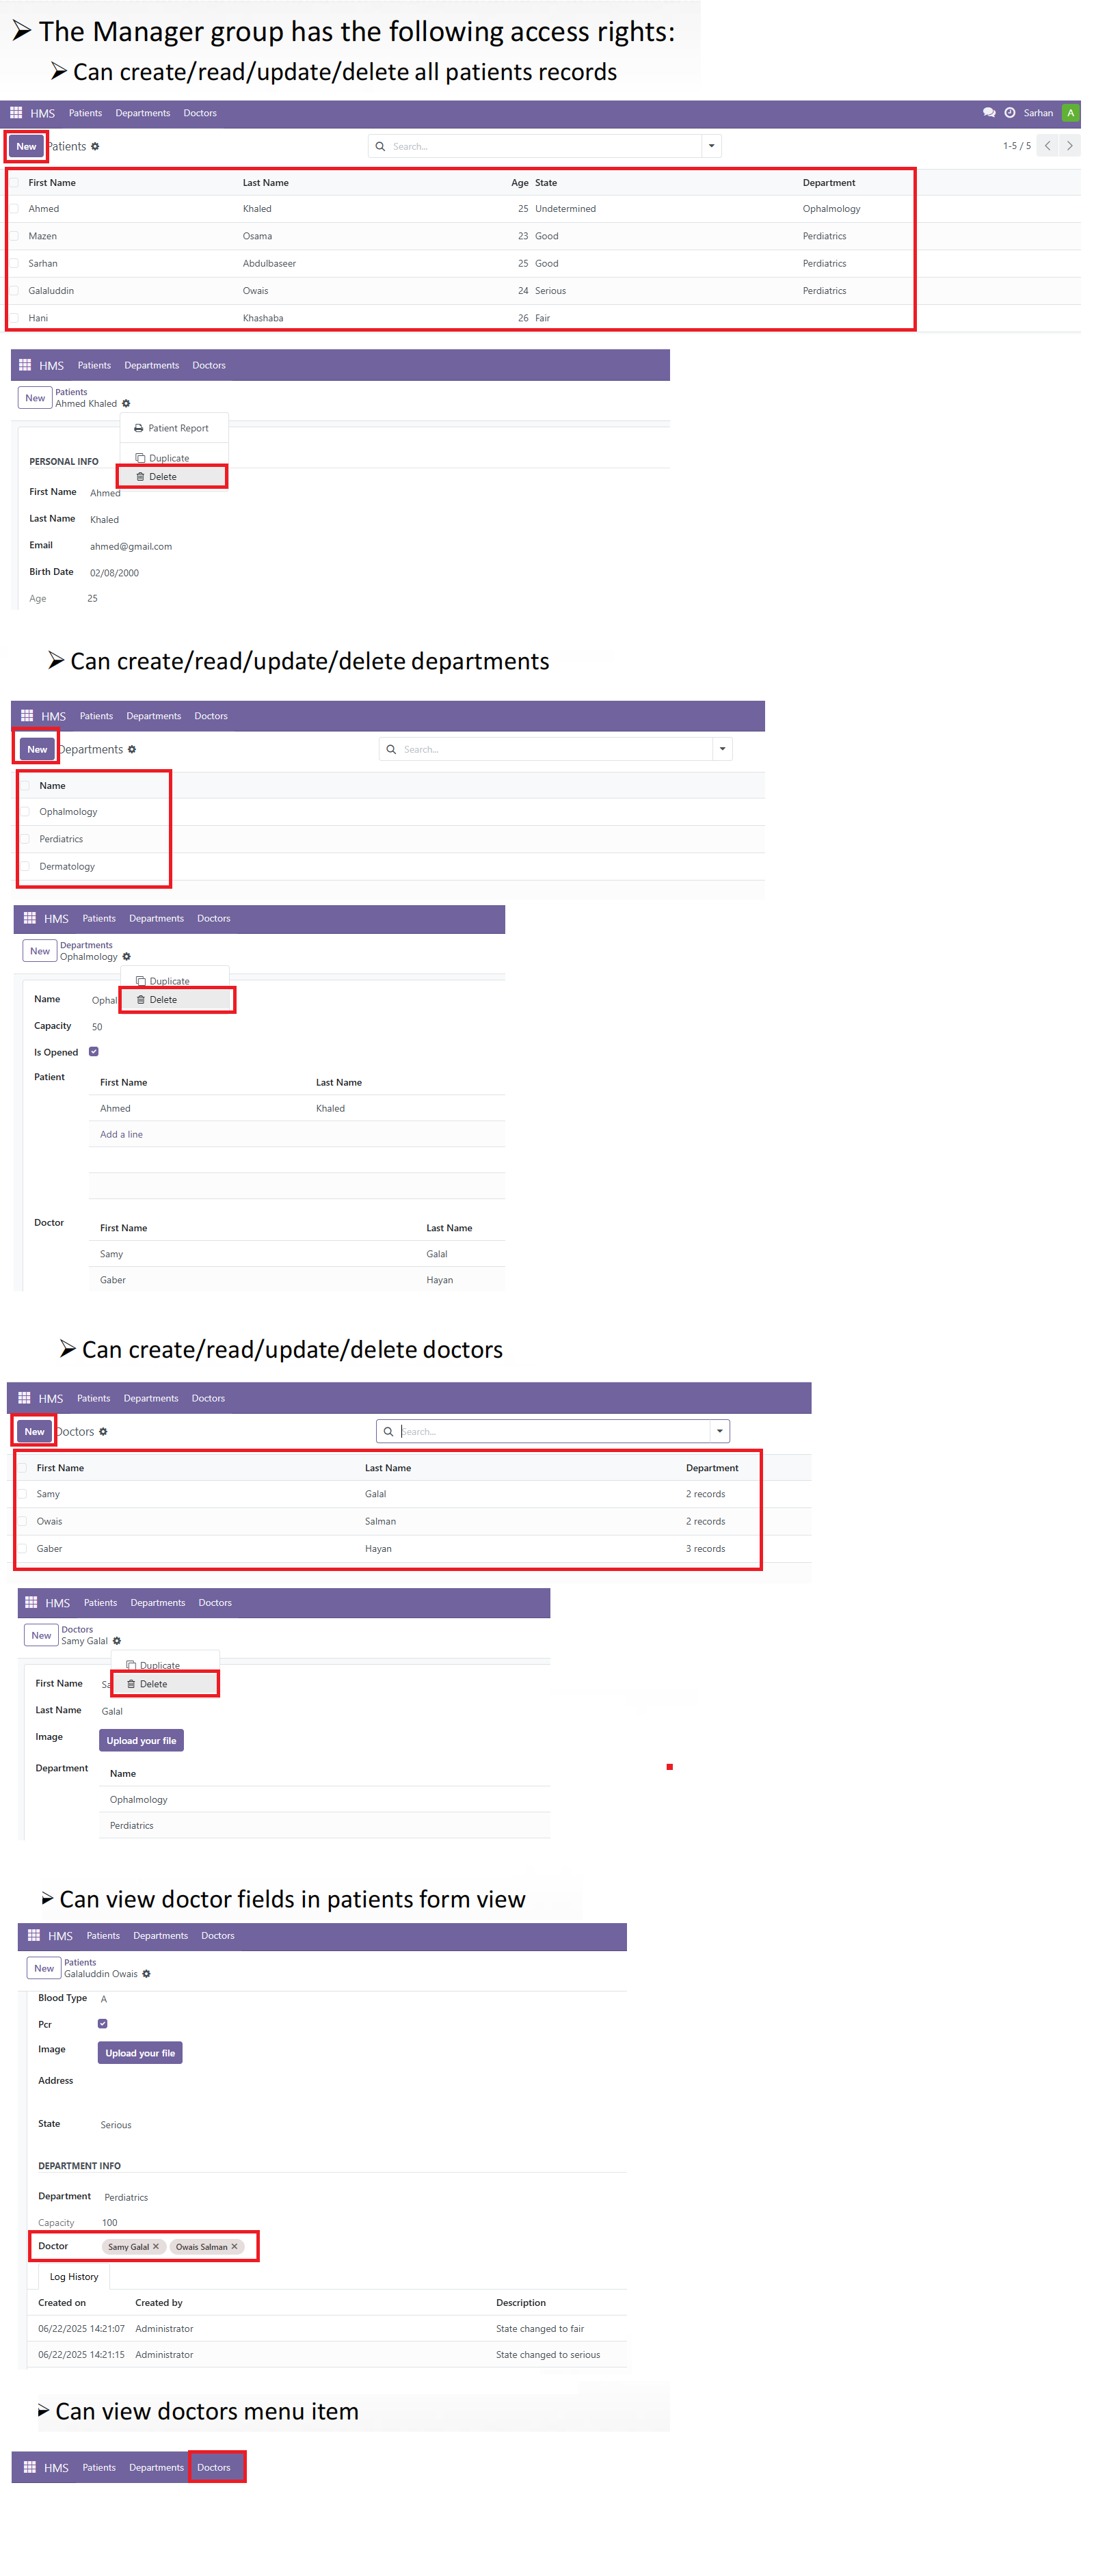 ➢ The Manager group has the following access rights:
➢ Can create/read/update/delete all patients records
HMS Patients Departments Doctors Sarhan A
New Patients Search... 1-5 / 5
First Name Last Name Age State Department
Ahmed Khaled 25 Undetermined Ophalmology
Mazen Osama 23 Good Perdiatrics
Sarhan Abdulbaseer 25 Good Perdiatrics
Galaluddin Owais 24 Serious Perdiatrics
Hani Khashaba 26 Fair
HMS Patients Departments Doctors
New Patients
Ahmed Khaled
Patient Report
Duplicate
PERSONAL INFO
Delete
First Name Ahmed
Last Name Khaled
Email ahmed@gmail.com
Birth Date 02/08/2000
Age 25
➢ Can create/read/update/delete departments
HMS Patients Departments Doctors
New Departments Search...
Name
Ophalmology
Perdiatrics
Dermatology
HMS Patients Departments Doctors
New Departments
Ophalmology
Duplicate
Name Ophal Delete
Capacity 50
Is Opened
Patient First Name Last Name
Ahmed Khaled
Add a line
Doctor First Name Last Name
Samy Galal
Gaber Hayan
➢ Can create/read/update/delete doctors
HMS Patients Departments Doctors
New Doctors Search...
First Name Last Name Department
Samy Galal 2 records
Owais Salman 2 records
Gaber Hayan 3 records
HMS Patients Departments Doctors
New Doctors
Samy Galal
Duplicate
First Name Sa Delete
Last Name Galal
Image Upload your file
Department Name
Ophalmology
Perdiatrics
➢ Can view doctor fields in patients form view
HMS Patients Departments Doctors
New Patients
Galaluddin Owais
Blood Type A
Pcr
Image Upload your file
Address
State Serious
DEPARTMENT INFO
Department Perdiatrics
Capacity 100
Doctor Samy Galal × Owais Salman ×
Log History
Created on Created by Description
06/22/2025 14:21:07 Administrator State changed to fair
06/22/2025 14:21:15 Administrator State changed to serious
➢ Can view doctors menu item
HMS Patients Departments Doctors